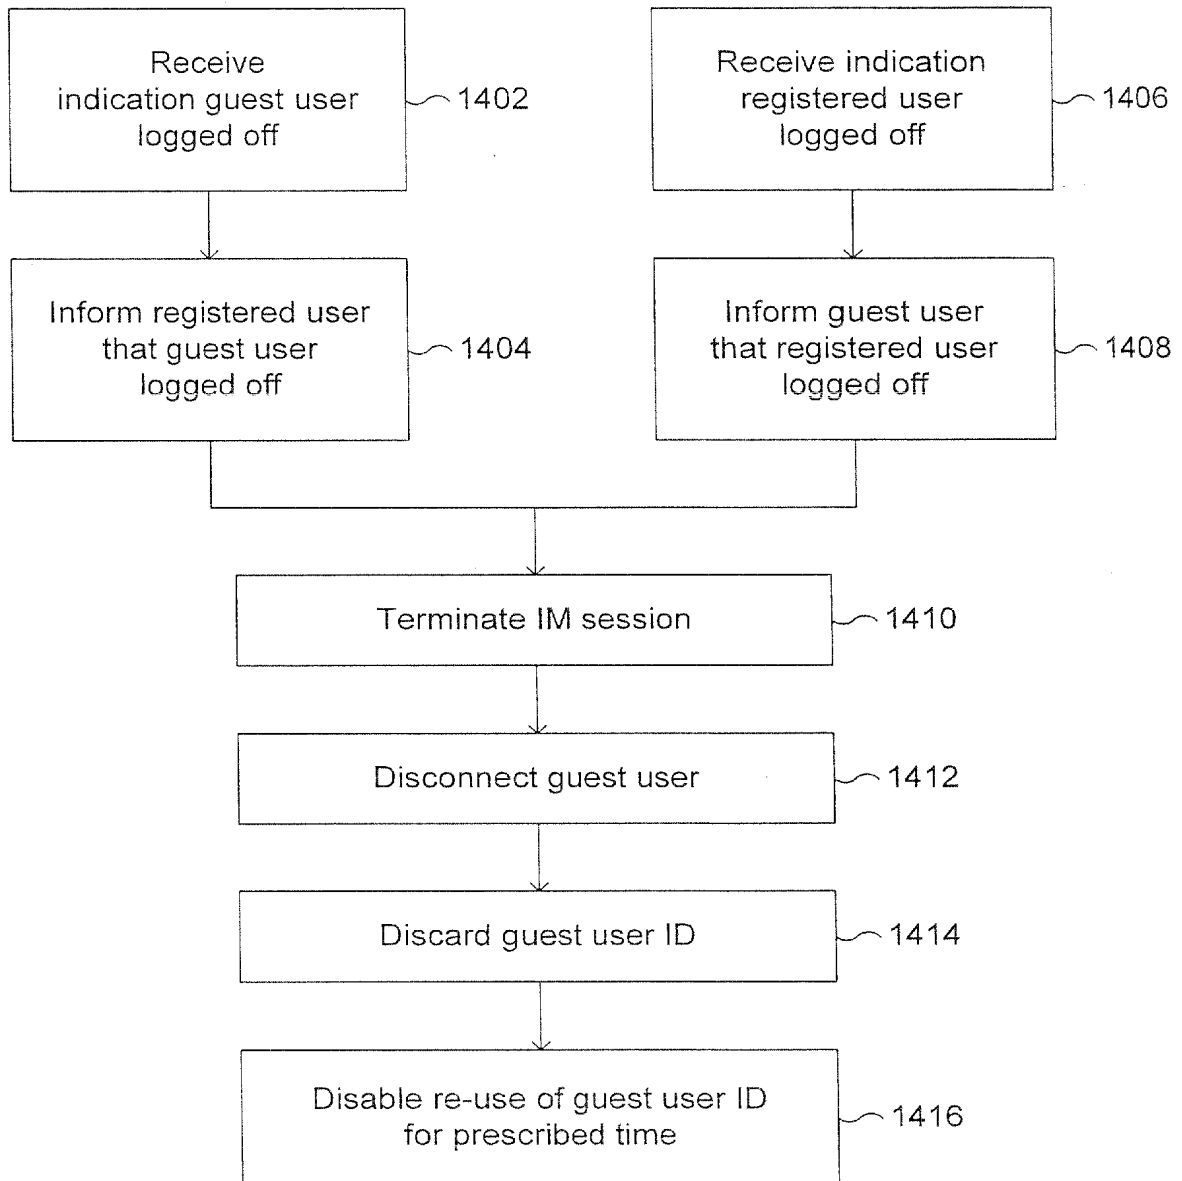 Receive
indication guest user
logged off
1402
Inform registered user
that guest user
logged off
1404
Receive indication
registered user
logged off
1406
Inform guest user
that registered user
logged off
1408
Terminate IM session
1410
Disconnect guest user
1412
Discard guest user ID
1414
Disable re-use of guest user ID
for prescribed time
1416